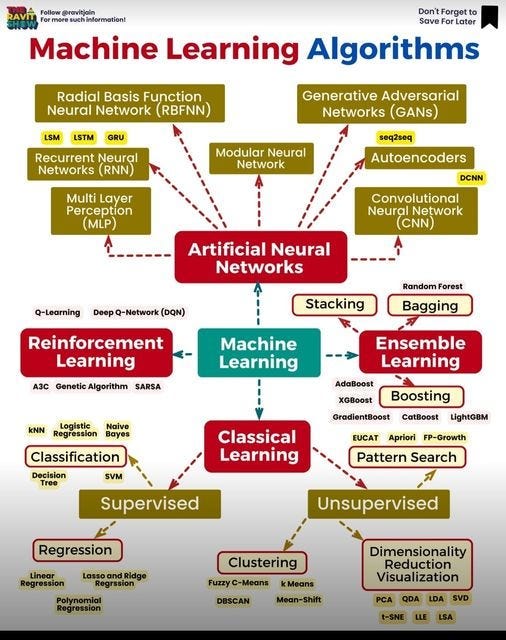 THE
RAVIT
SHOW
Follow @ravitjain
For more such information!
Don't Forget to
Save For Later
Machine Learning Algorithms
Radial Basis Function
Neural Network (RBFNN)
Generative Adversarial
Networks (GANs)
LSM LSTM GRU
seq2seq
Recurrent Neural
Networks (RNN)
Modular Neural
Network
Autoencoders
DCNN
Multi Layer
Perception
(MLP)
Convolutional
Neural Network
(CNN)
Artificial Neural
Networks
Random Forest
Stacking
Bagging
Q-Learning Deep Q-Network (DQN)
Reinforcement
Learning
Machine
Learning
Ensemble
Learning
A3C Genetic Algorithm SARSA
AdaBoost
XGBoost
Boosting
GradientBoost CatBoost LightGBM
Classical
Learning
kNN
Logistic
Regression
Naive
Bayes
EUCAT Apriori FP-Growth
Classification
Pattern Search
Decision
Tree
SVM
Supervised
Unsupervised
Regression
Clustering
Dimensionality
Reduction
Visualization
Linear
Regression
Lasso and Ridge
Regrssion
Polynomial
Regression
Fuzzy C-Means k Means
DBSCAN Mean-Shift
PCA QDA LDA SVD
t-SNE LLE LSA